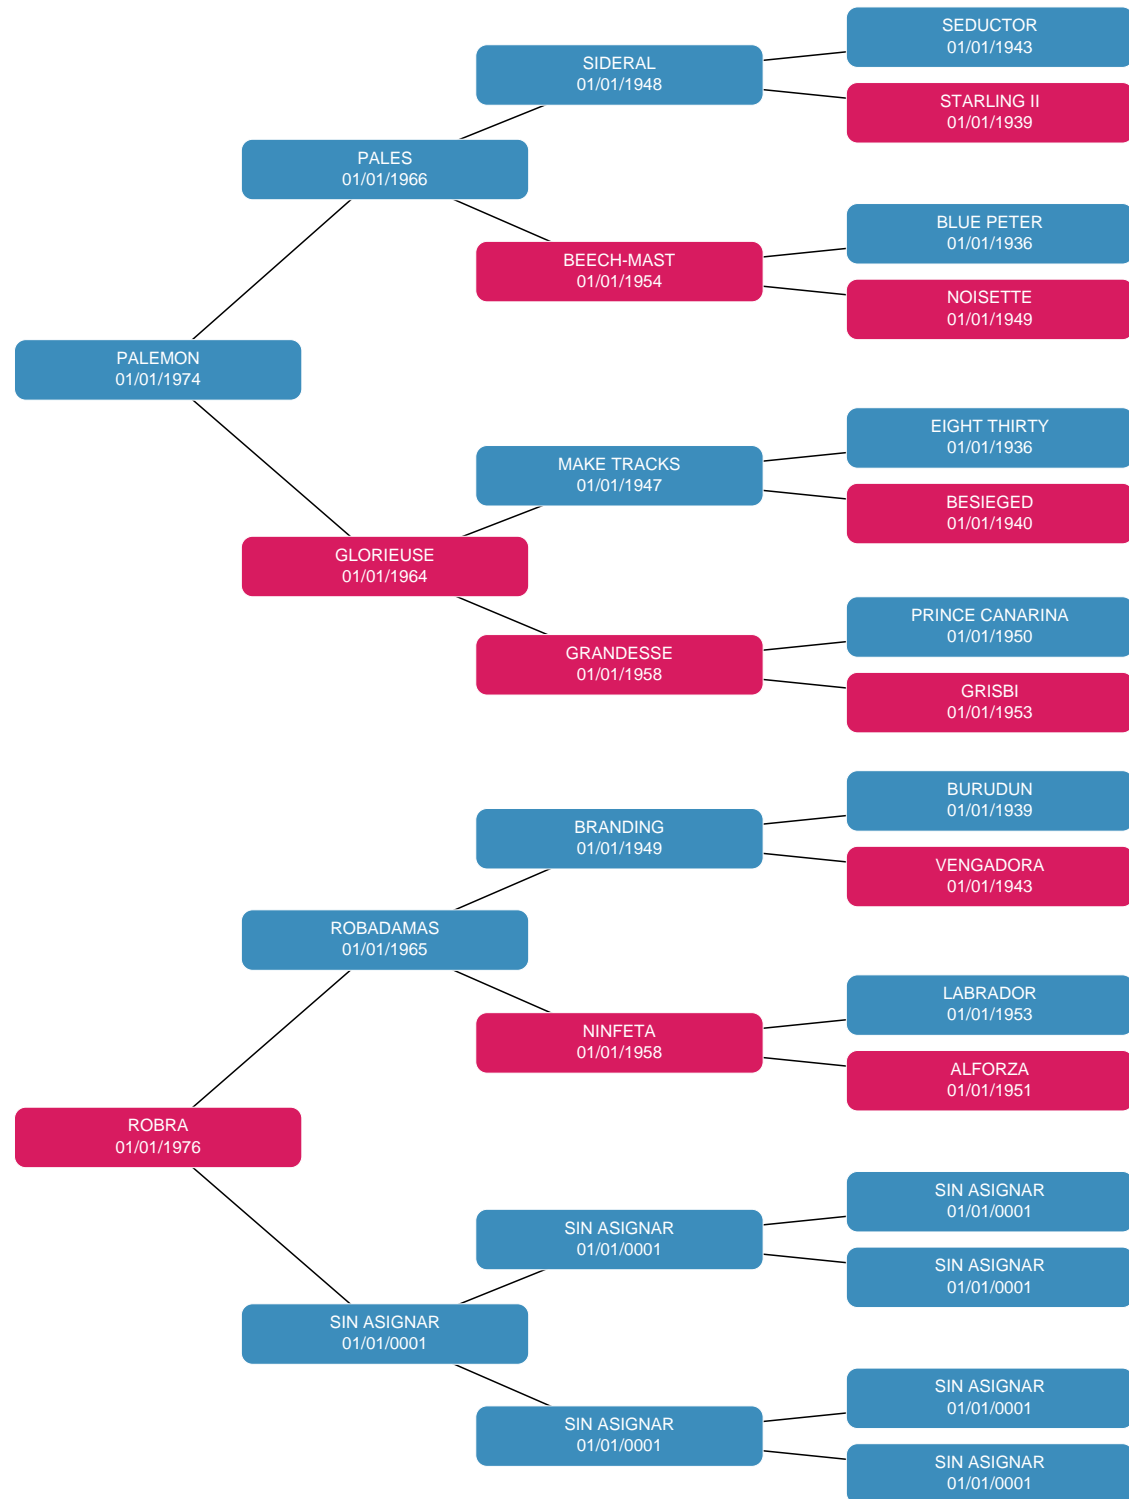 SEDUCTOR
01/01/1943
SIDERAL
01/01/1948
STARLING II
01/01/1939
PALES
01/01/1966
BLUE PETER
01/01/1936
BEECH-MAST
01/01/1954
NOISETTE
01/01/1949
PALEMON
01/01/1974
EIGHT THIRTY
01/01/1936
MAKE TRACKS
01/01/1947
BESIEGED
01/01/1940
GLORIEUSE
01/01/1964
PRINCE CANARINA
01/01/1950
GRANDESSE
01/01/1958
GRISBI
01/01/1953
BURUDUN
01/01/1939
BRANDING
01/01/1949
VENGADORA
01/01/1943
ROBADAMAS
01/01/1965
LABRADOR
01/01/1953
NINFETA
01/01/1958
ALFORZA
01/01/1951
ROBRA
01/01/1976
SIN ASIGNAR
01/01/0001
SIN ASIGNAR
01/01/0001
SIN ASIGNAR
01/01/0001
SIN ASIGNAR
01/01/0001
SIN ASIGNAR
01/01/0001
SIN ASIGNAR
01/01/0001
SIN ASIGNAR
01/01/0001